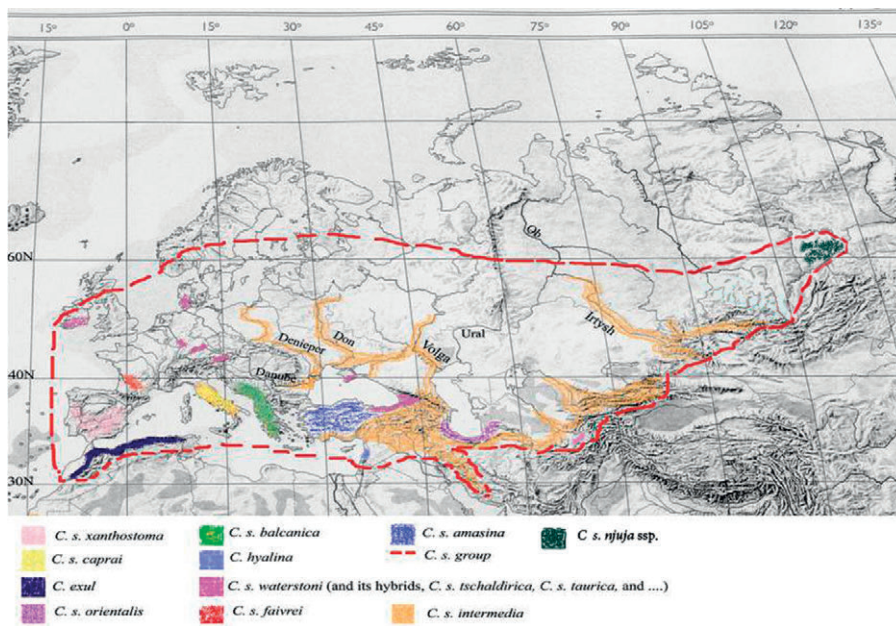 15° 0° 15° 30° 45° 60° 75° 90° 105° 120° 135°
60N
Ob
Irtysh
Ural
Volga
Don
Denieper
Danube
40N
30N
C. s. xanthostoma
C. s. caprai
C. exul
C. s. orientalis
C. s. balcanica
C. hyalina
C. s. waterstoni (and its hybrids, C. s. tschaldirica, C. s. taurica, and ....)
C. s. faivrei
C. s. amasina
C. s. group
C. s. intermedia
C s. njuja ssp.